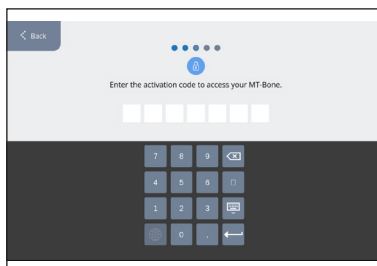 Back
Enter the activation code to access your MT-Bone.
7 8 9
4 5 6
1 2 3
0 .